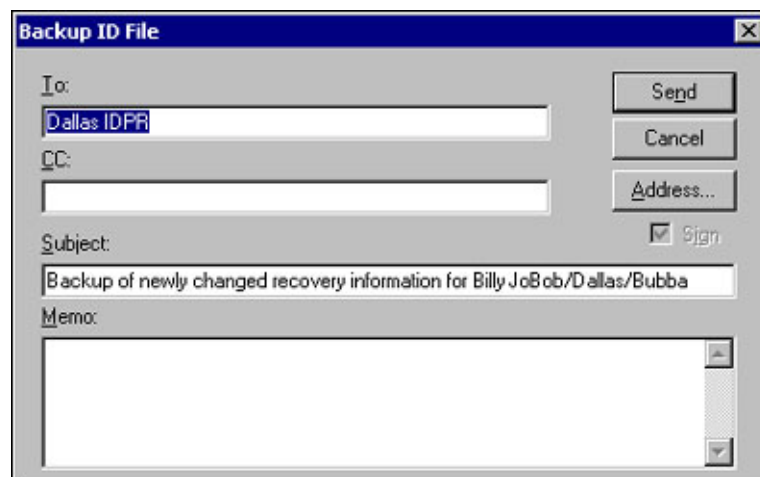 Backup ID File
To:
Send
Dallas IDPR
Cancel
CC:
Address...
Sign
Subject:
Backup of newly changed recovery information for Billy JoBob/Dallas/Bubba
Memo: